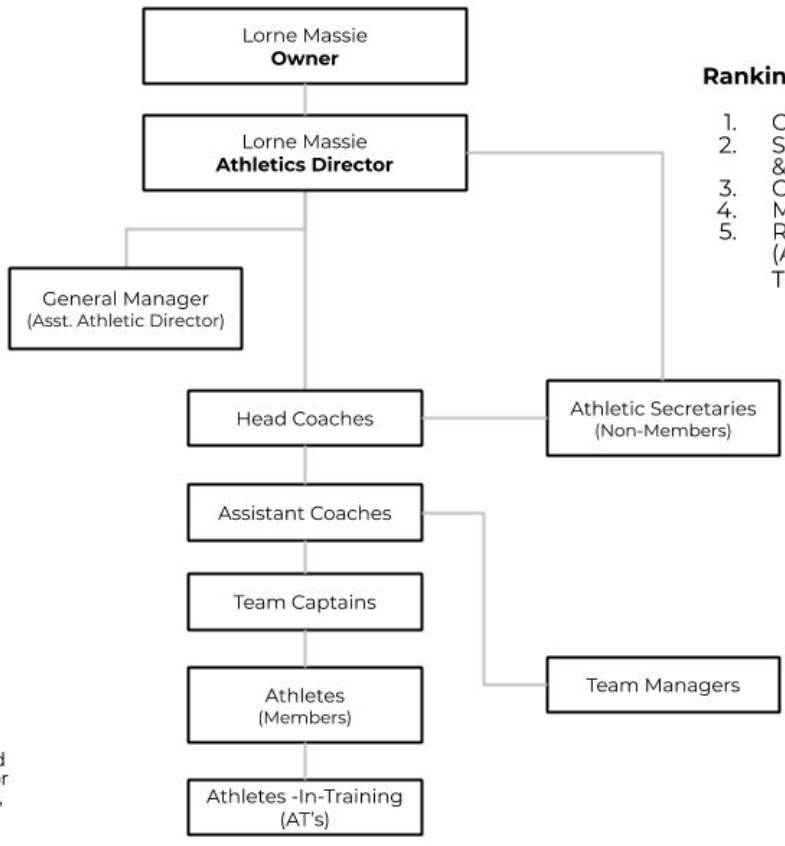 Lorne Massie
Owner
Lorne Massie
Athletics Director
General Manager
(Asst. Athletic Director)
Head Coaches
Athletic Secretaries
(Non-Members)
Assistant Coaches
Team Captains
Team Managers
Athletes
(Members)
Athletes -In-Training
(AT's)
1.
2.
&
3.
4.
5.